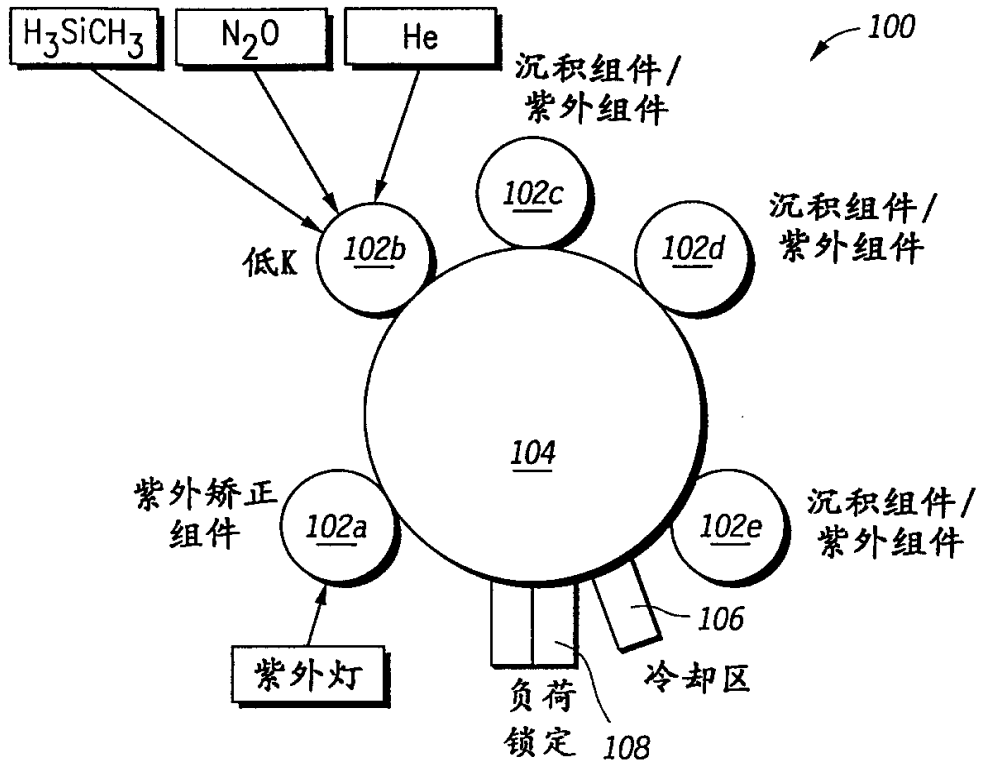 H3SiCH3
N2O
He
100
沉积组件/
紫外组件
102c
沉积组件/
紫外组件
102d
低K
102b
104
紫外矫正
组件
102a
沉积组件/
紫外组件
102e
紫外灯
106
冷却区
负荷
锁定
108